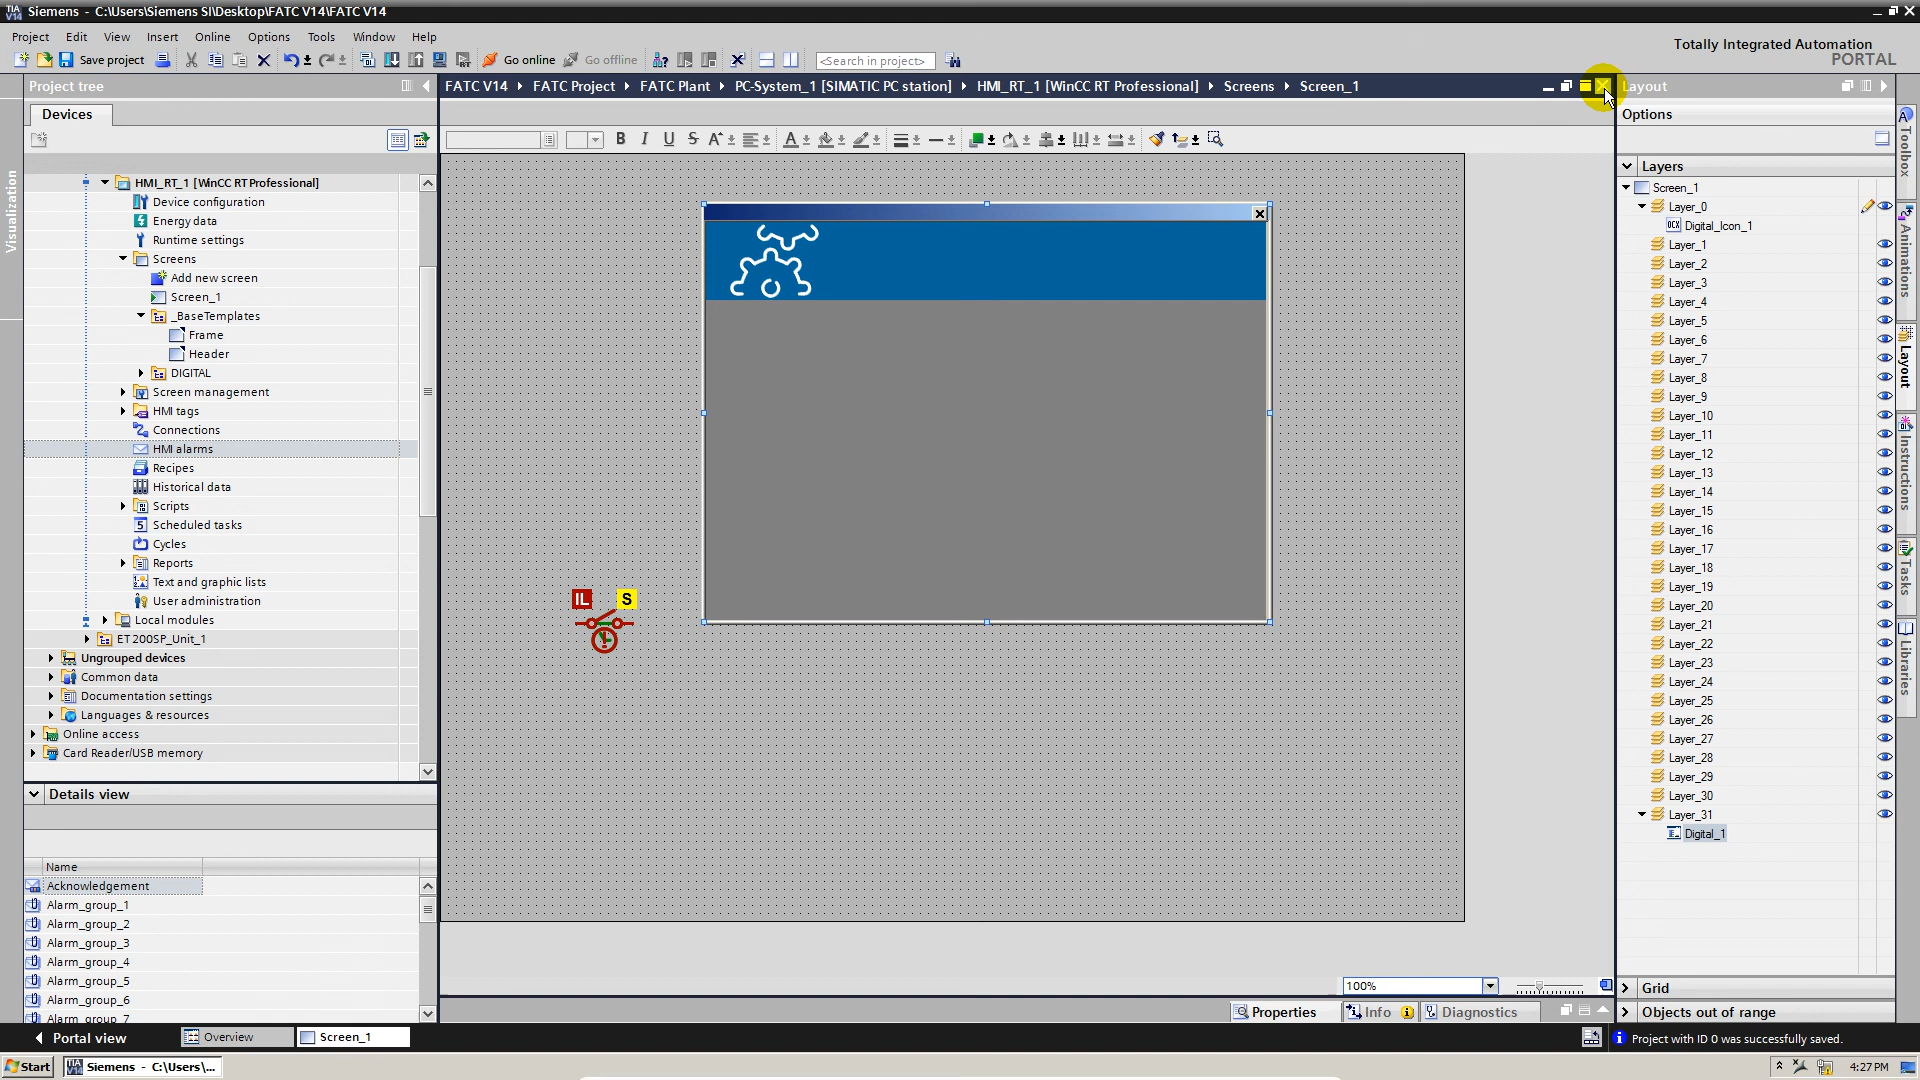 Siemens - C:\Users\Siemens SI\Desktop\FATC V14\FATC V14
Project Edit View Insert Online Options Tools Window Help
Totally Integrated Automation
PORTAL
Save project
Go online
Go offline
<Search in project>
Project tree
FATC V14 FATC Project FATC Plant PC-System_1 [SIMATIC PC station] HMI_RT_1 [WinCC RT Professional] Screens Screen_1
Layout
Devices
Options
Visualization
B I U S
HMI_RT_1 [WinCC RT Professional]
Device configuration
Energy data
Runtime settings
Screens
Add new screen
Screen_1
_BaseTemplates
Frame
Header
DIGITAL
Screen management
HMI tags
Connections
HMI alarms
Recipes
Historical data
Scripts
Scheduled tasks
Cycles
Reports
Text and graphic lists
User administration
Local modules
ET 200SP_Unit_1
Ungrouped devices
Common data
Documentation settings
Languages & resources
Online access
Card Reader/USB memory
IL S
Details view
Name
Acknowledgement
Alarm_group_1
Alarm_group_2
Alarm_group_3
Alarm_group_4
Alarm_group_5
Alarm_group_6
Alarm_group_7
Layers
Screen_1
Layer_0
Digital_Icon_1
Layer_1
Layer_2
Layer_3
Layer_4
Layer_5
Layer_6
Layer_7
Layer_8
Layer_9
Layer_10
Layer_11
Layer_12
Layer_13
Layer_14
Layer_15
Layer_16
Layer_17
Layer_18
Layer_19
Layer_20
Layer_21
Layer_22
Layer_23
Layer_24
Layer_25
Layer_26
Layer_27
Layer_28
Layer_29
Layer_30
Layer_31
Digital_1
Grid
Objects out of range
Toolbox
Animations
Layout
Instructions
Tasks
Libraries
100%
Properties Info Diagnostics
Portal view Overview Screen_1
Project with ID 0 was successfully saved.
Start Siemens - C:\Users\...
4:27 PM